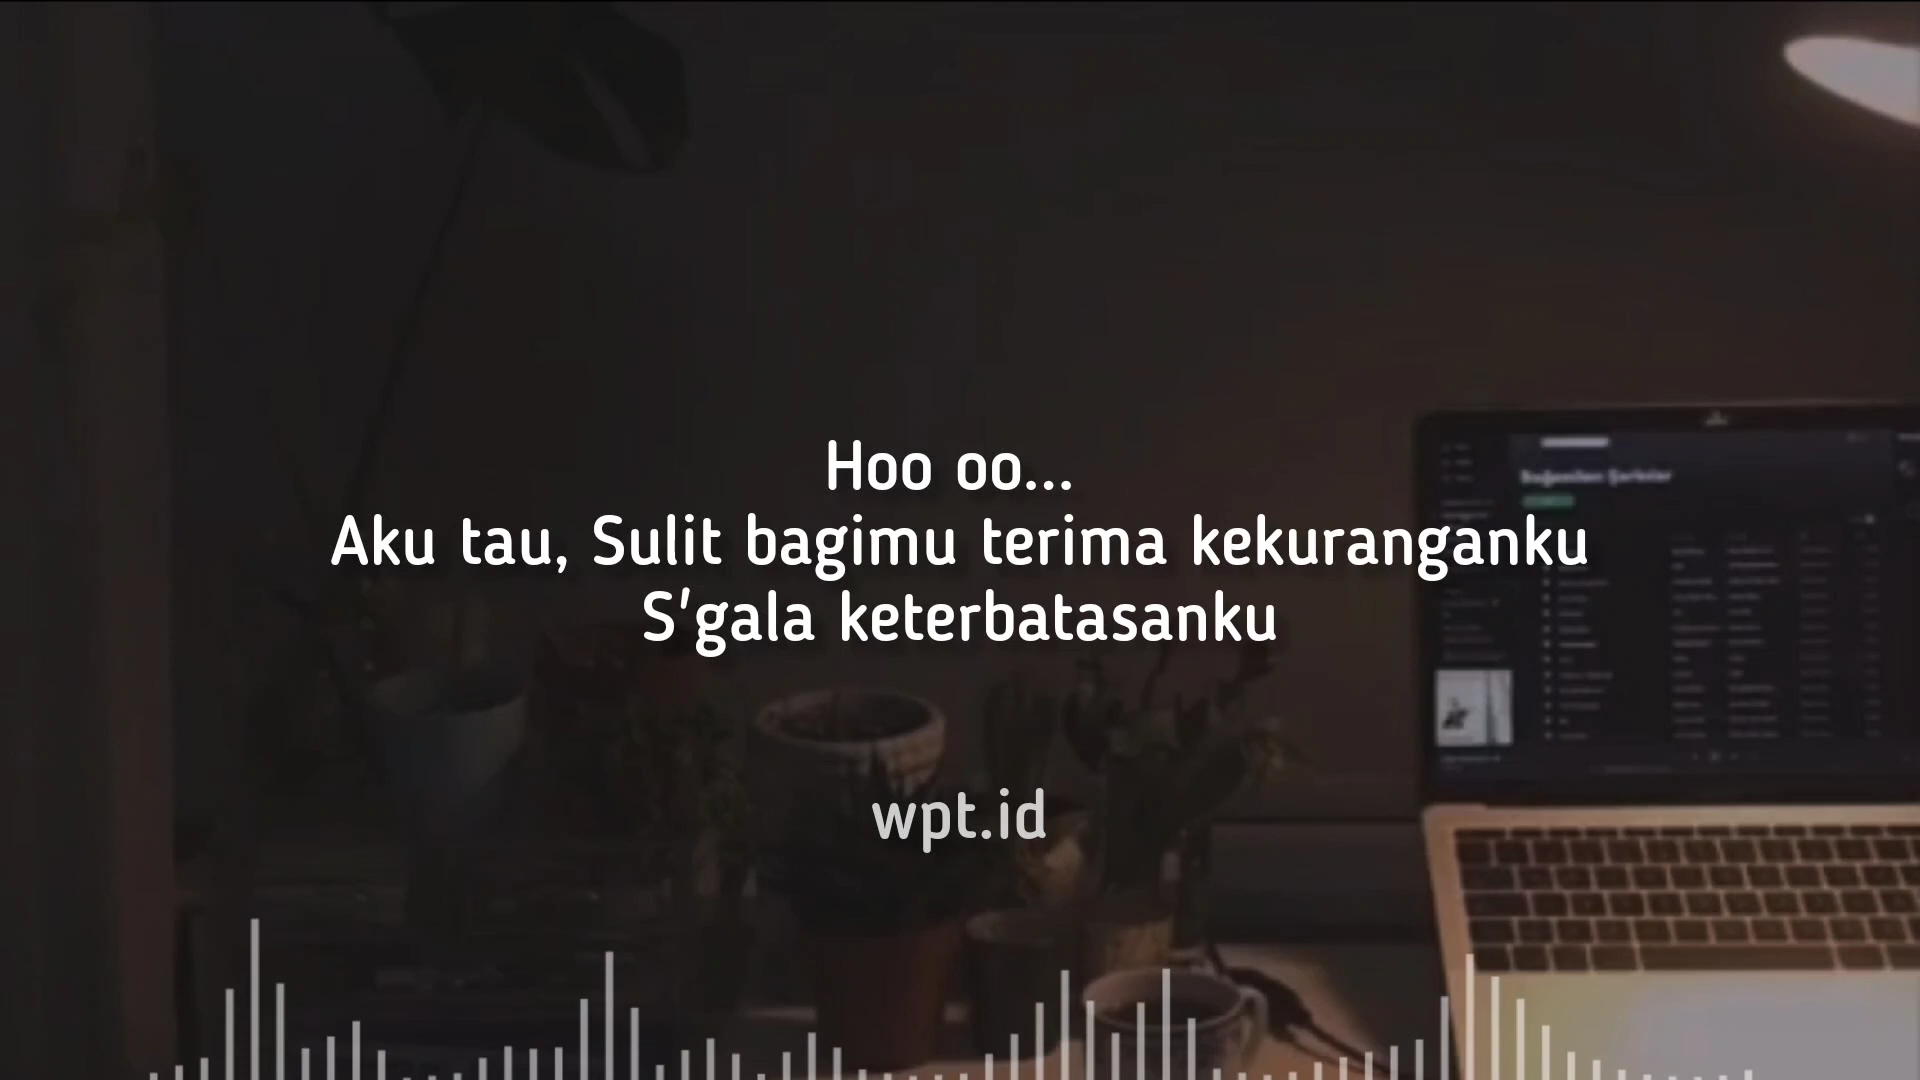 Hoo oo...
Aku tau, Sulit bagimu terima kekuranganku
S'gala keterbatasanku
wpt.id